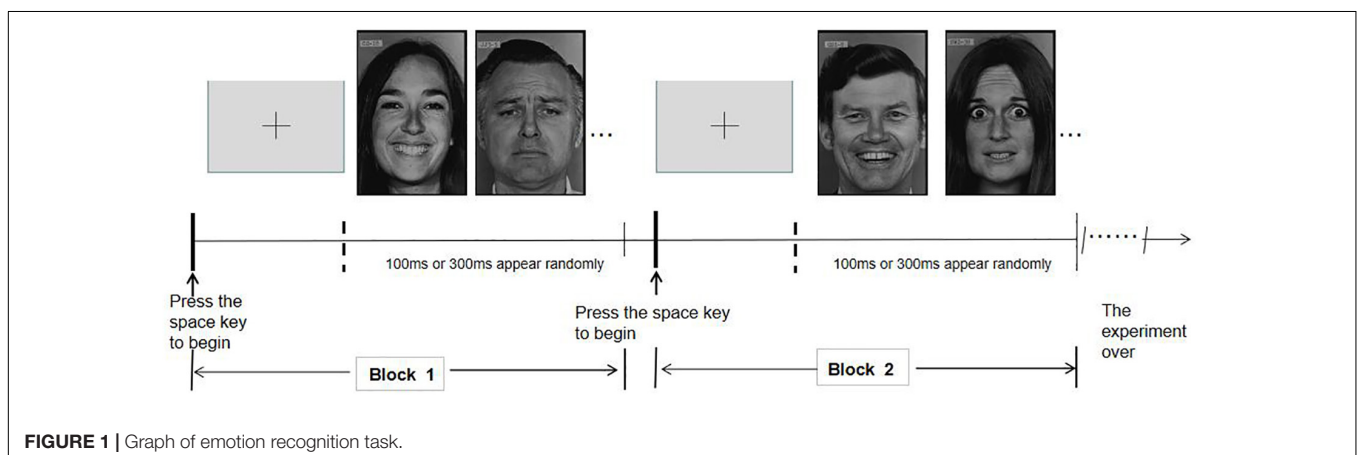 ...
...
100ms or 300ms appear randomly
100ms or 300ms appear randomly
......
Press the
space key
to begin
Press the space key
to begin
The
experiment
over
Block 1
Block 2
FIGURE 1 | Graph of emotion recognition task.